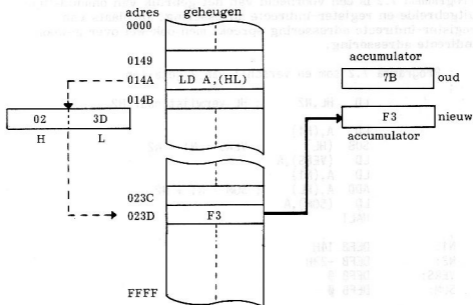 adres geheugen
0000
0149
014A LD A,(HL)
014B
02 3D
H L
accumulator
7B oud
F3 nieuw
accumulator
023C
023D F3
FFFF